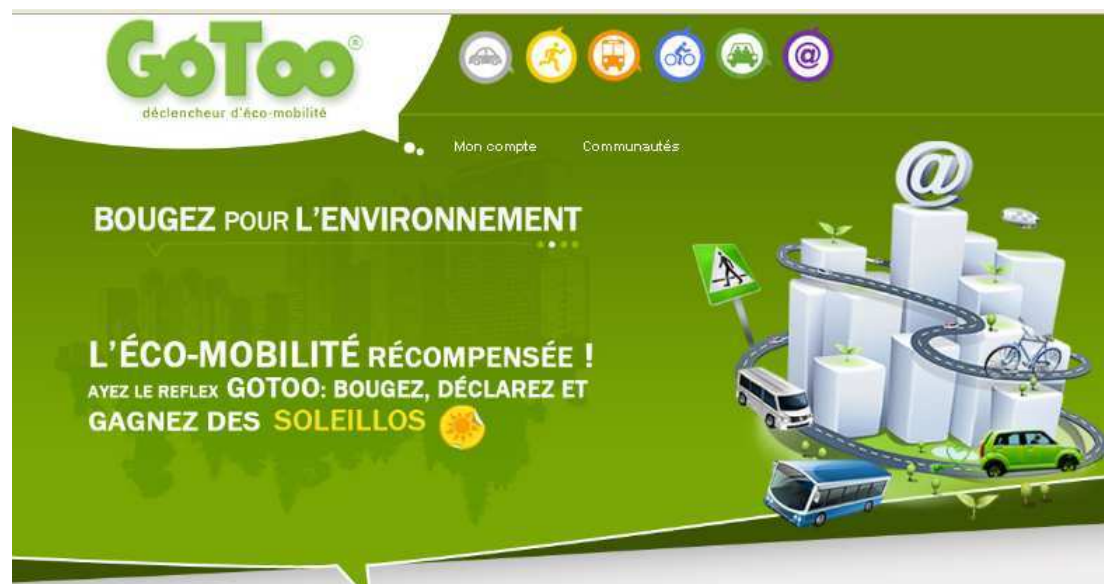 GoToo®
déclencheur d'éco-mobilité
@
Mon compte Communautés
@
BOUGEZ POUR L'ENVIRONNEMENT
L'ÉCO-MOBILITÉ RÉCOMPENSÉE !
AYEZ LE REFLEX GOTOO: BOUGEZ, DÉCLAREZ ET
GAGNEZ DES SOLEILLOS